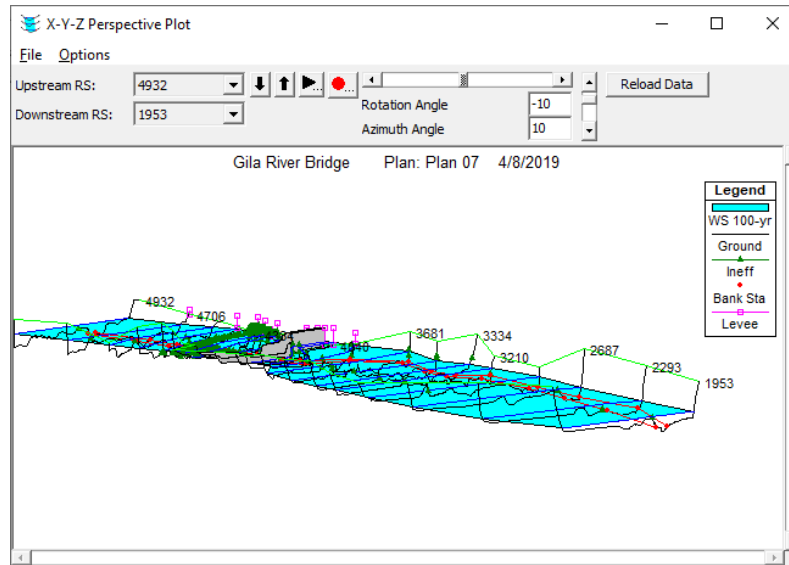 X-Y-Z Perspective Plot
File Options
Upstream RS: 4932
Reload Data
Rotation Angle -10
Downstream RS: 1953
Azimuth Angle 10
Gila River Bridge Plan: Plan 07 4/8/2019
Legend
WS 100-yr
Ground
Ineff
Bank Sta
Levee
4932
4706
3681
3334
3210
2687
2293
1953